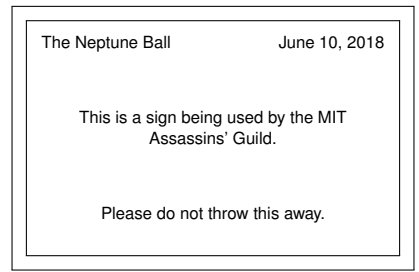 The Neptune Ball June 10, 2018
This is a sign being used by the MIT
Assassins’ Guild.
Please do not throw this away.